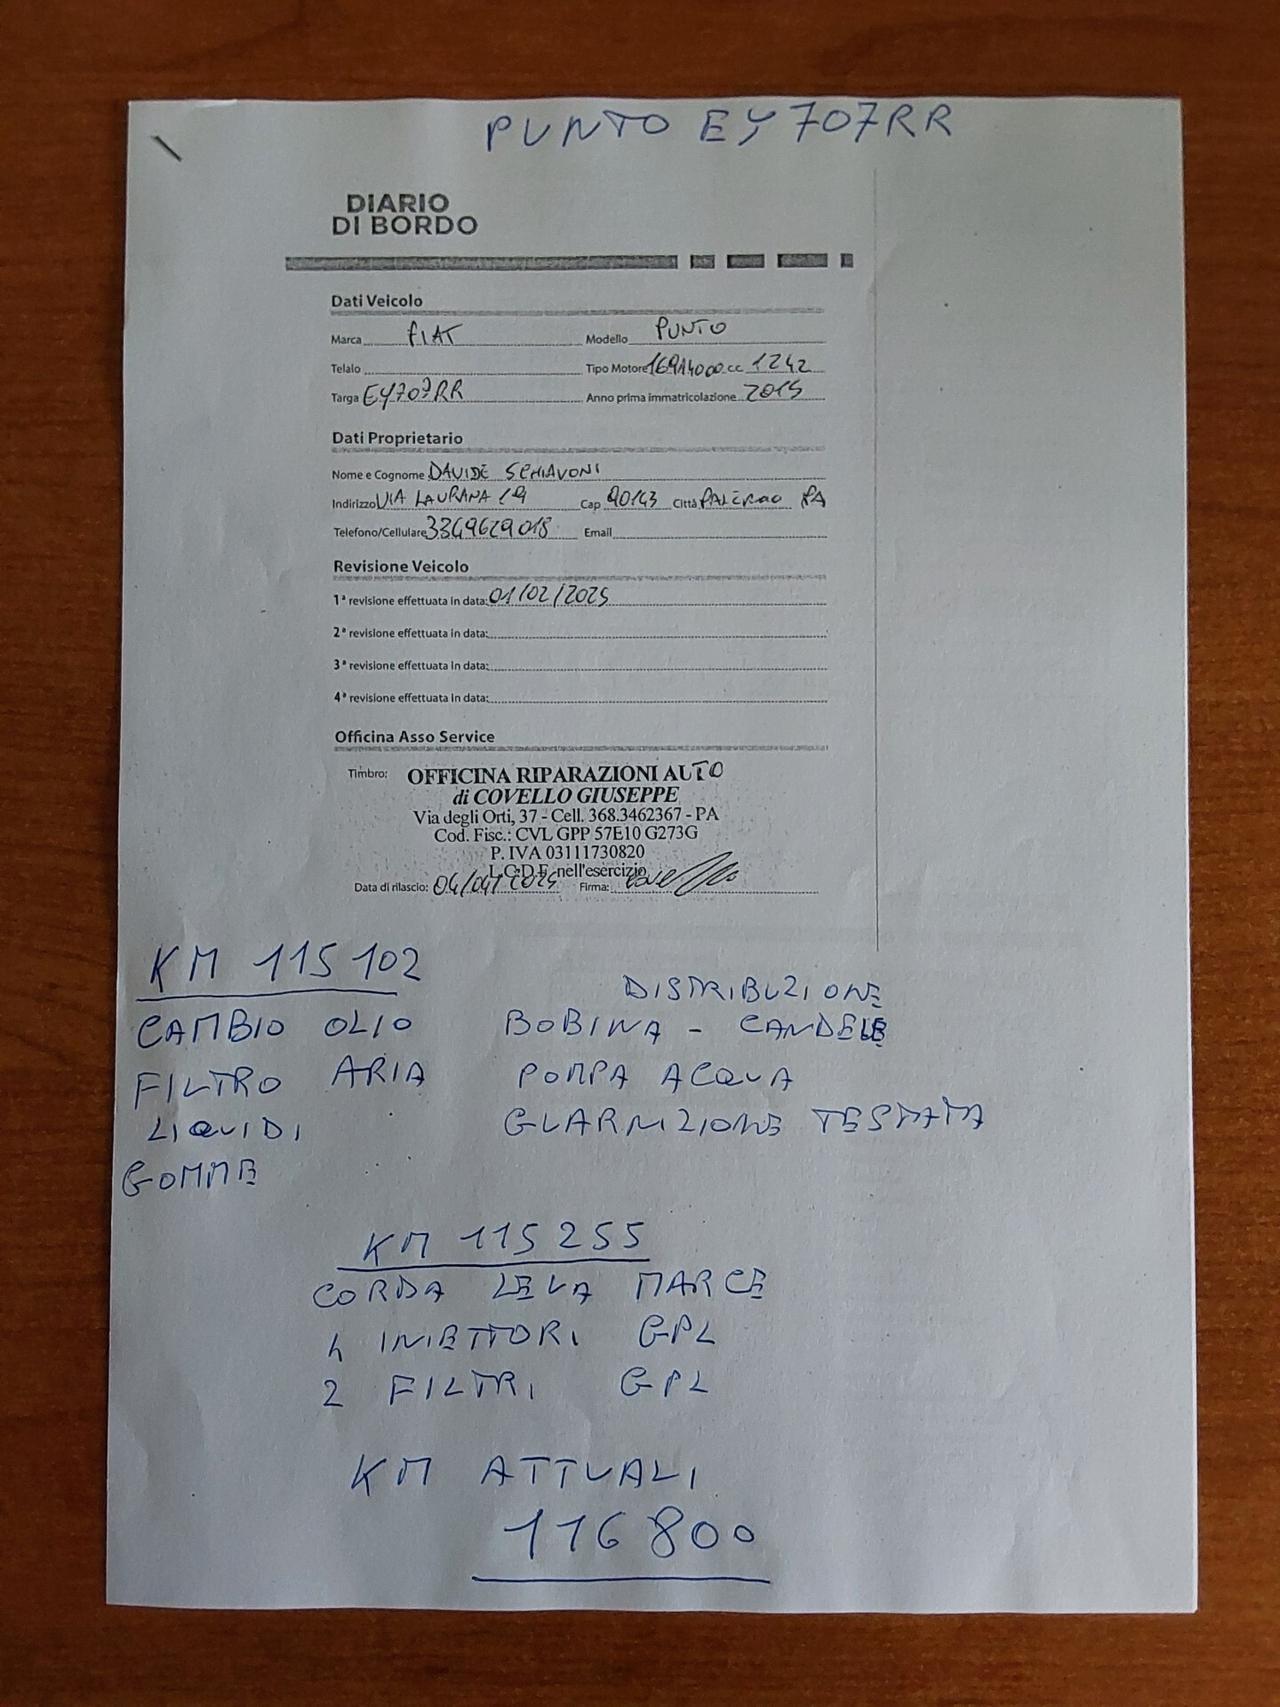 PUNTO EY707RR
DIARIO
DI BORDO
Dati Veicolo
Marca FIAT Modello PUNTO
Telaio Tipo Motore 169A4000 cc 1242
Targa EY707RR Anno prima immatricolazione 2015
Dati Proprietario
Nome e Cognome DAVIDE SCHIAVONI
Indirizzo VIA LAURANA 19 Cap 90143 Città PALERMO PA
Telefono/Cellulare 3349629018 Email
Revisione Veicolo
1ª revisione effettuata in data: 01/02/2025
2ª revisione effettuata in data:
3ª revisione effettuata in data:
4ª revisione effettuata in data:
Officina Asso Service
Timbro: OFFICINA RIPARAZIONI AUTO
di COVELLO GIUSEPPE
Via degli Orti, 37 - Cell. 368.3462367 - PA
Cod. Fisc.: CVL GPP 57E10 G273G
P. IVA 03111730820
nell'esercizio
Data di rilascio: Firma:
KM 115102
DISTRIBUZIONE
CAMBIO OLIO BOBINA - CANDELE
FILTRO ARIA POMPA ACQUA
LIQUIDI GUARNIZIONE TESTATA
GOMME
KM 115255
CORDA LEVA MARCE
4 INIETTORI GPL
2 FILTRI GPL
KM ATTUALI
116800